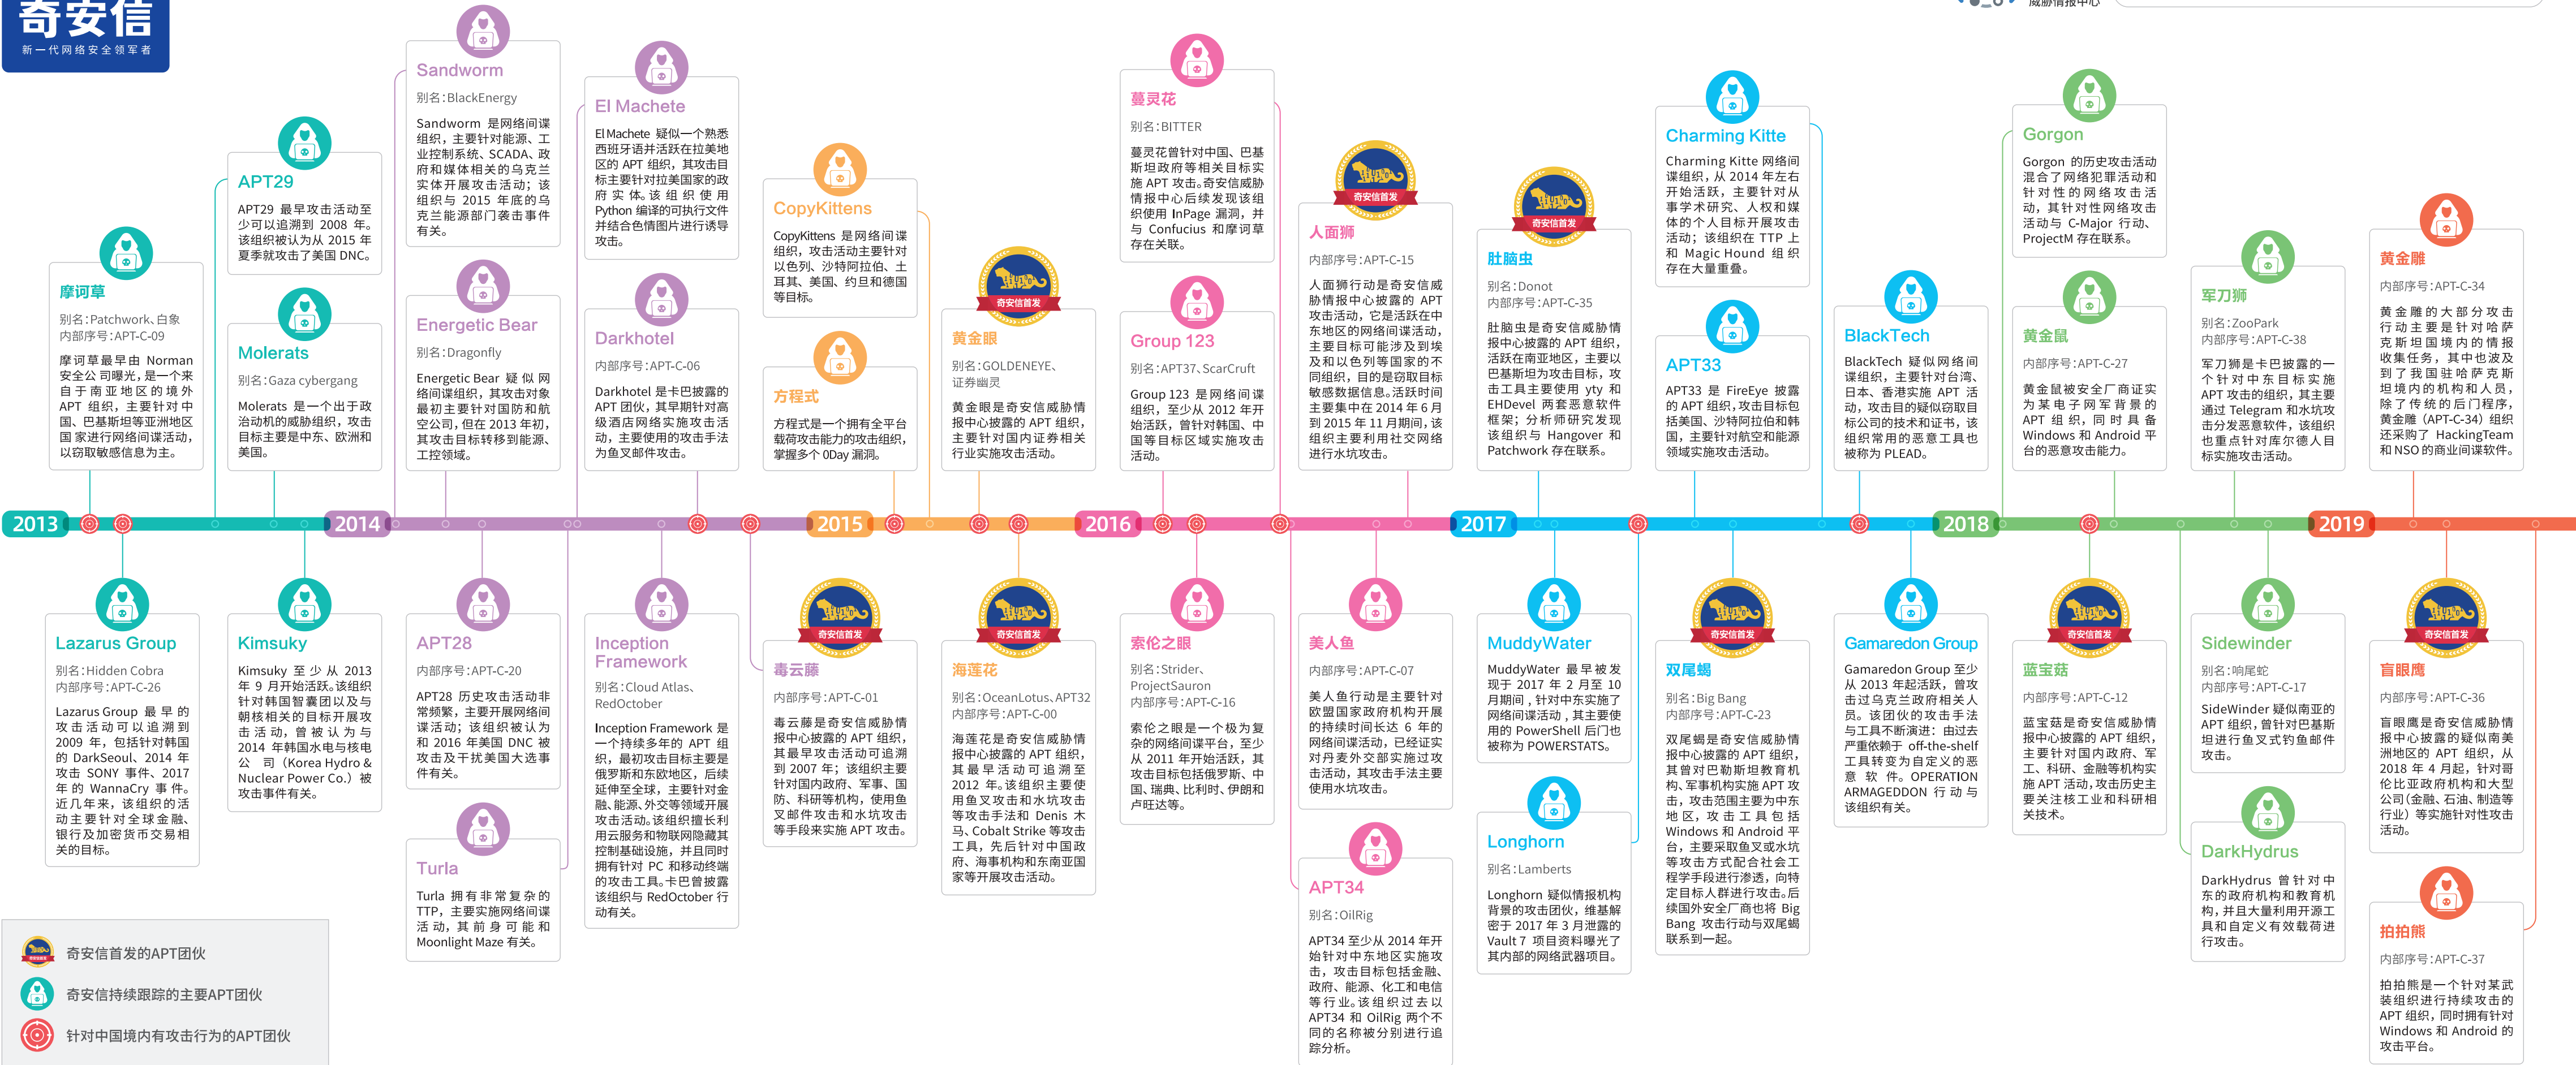 奇安信
新一代网络安全领军者
威胁情报中心
摩诃草
别名:Patchwork、白象
内部序号:APT-C-09
摩诃草最早由 Norman
安全公司曝光,是一个来
自于南亚地区的境外
APT 组织，主要针对中
国、巴基斯坦等亚洲地区
国家进行网络间谍活动，
以窃取敏感信息为主。
APT29
APT29 最早攻击活动至
少可以追溯到 2008 年。
该组织被认为从 2015 年
夏季就攻击了美国 DNC。
Molerats
别名:Gaza cybergang
Molerats 是一个出于政
治动机的威胁组织，攻击
目标主要是中东、欧洲和
美国。
Sandworm
别名:BlackEnergy
Sandworm 是网络间谍
组织，主要针对能源、工
业控制系统、SCADA、政
府和媒体相关的乌克兰
实体开展攻击活动；该
组织与 2015 年底的乌
克兰能源部门袭击事件
有关。
Energetic Bear
别名:Dragonfly
Energetic Bear 疑似网
络间谍组织，其攻击对象
最初主要针对国防和航
空公司,但在 2013 年初，
其攻击目标转移到能源、
工控领域。
El Machete
El Machete 疑似一个熟悉
西班牙语并活跃在拉美地
区的 APT 组织，其攻击目
标主要针对拉美国家的政
府实体。该组织使用
Python 编译的可执行文件
并结合色情图片进行诱导
攻击。
Darkhotel
内部序号:APT-C-06
Darkhotel 是卡巴披露的
APT 团伙，其早期针对高
级酒店网络实施攻击活
动，主要使用的攻击手法
为鱼叉邮件攻击。
CopyKittens
CopyKittens 是网络间谍
组织，攻击活动主要针对
以色列、沙特阿拉伯、土
耳其、美国、约旦和德国
等目标。
方程式
方程式是一个拥有全平台
载荷攻击能力的攻击组织，
掌握多个 0Day 漏洞。
奇安信首发
黄金眼
别名:GOLDENEYE、
证券幽灵
黄金眼是奇安信威胁情
报中心披露的 APT 组织，
主要针对国内证券相关
行业实施攻击活动。
蔓灵花
别名:BITTER
蔓灵花曾针对中国、巴基
斯坦政府等相关目标实
施 APT 攻击。奇安信威胁
情报中心后续发现该组
织使用 InPage 漏洞，并
与 Confucius 和摩诃草
存在关联。
Group 123
别名:APT37、ScarCruft
Group 123 是网络间谍
组织，至少从 2012 年开
始活跃，曾针对韩国、中
国等目标区域实施攻击
活动。
奇安信首发
人面狮
内部序号:APT-C-15
人面狮行动是奇安信威
胁情报中心披露的 APT
攻击活动，它是活跃在中
东地区的网络间谍活动，
主要目标可能涉及到埃
及和以色列等国家的不
同组织，目的是窃取目标
敏感数据信息。活跃时间
主要集中在 2014 年 6 月
到 2015 年 11 月期间，该
组织主要利用社交网络
进行水坑攻击。
奇安信首发
肚脑虫
别名:Donot
内部序号:APT-C-35
肚脑虫是奇安信威胁情
报中心披露的 APT 组织，
活跃在南亚地区，主要以
巴基斯坦为攻击目标，攻
击工具主要使用 yty 和
EHDevel 两套恶意软件
框架；分析师研究发现
该组织与 Hangover 和
Patchwork 存在联系。
Charming Kitte
Charming Kitte 网络间
谍组织，从 2014 年左右
开始活跃，主要针对从
事学术研究、人权和媒
体的个人目标开展攻击
活动；该组织在 TTP 上
和 Magic Hound 组织
存在大量重叠。
APT33
APT33 是 FireEye 披露
的 APT 组织，攻击目标包
括美国、沙特阿拉伯和韩
国，主要针对航空和能源
领域实施攻击活动。
BlackTech
BlackTech 疑似网络间
谍组织，主要针对台湾、
日本、香港实施 APT 活
动，攻击目的疑似窃取目
标公司的技术和证书，该
组织常用的恶意工具也
被称为 PLEAD。
Gorgon
Gorgon 的历史攻击活动
混合了网络犯罪活动和
针对性的网络攻击活
动，其针对性网络攻击
活动与 C-Major 行动、
ProjectM 存在联系。
黄金鼠
内部序号:APT-C-27
黄金鼠被安全厂商证实
为某电子网军背景的
APT 组织，同时具备
Windows 和 Android 平
台的恶意攻击能力。
军刀狮
别名:ZooPark
内部序号:APT-C-38
军刀狮是卡巴披露的一
个针对中东目标实施
APT 攻击的组织，其主要
通过 Telegram 和水坑攻
击分发恶意软件，该组织
也重点针对库尔德人目
标实施攻击活动。
黄金雕
内部序号:APT-C-34
黄金雕的大部分攻击
行动主要是针对哈萨
克斯坦国境内的情报
收集任务，其中也波及
到了我国驻哈萨克斯
坦境内的机构和人员，
除了传统的后门程序，
黄金雕（APT-C-34）组织
还采购了 HackingTeam
和 NSO 的商业间谍软件。
2013
2014
2015
2016
2017
2018
2019
Lazarus Group
别名:Hidden Cobra
内部序号:APT-C-26
Lazarus Group 最早的
攻击活动可以追溯到
2009 年，包括针对韩国
的 DarkSeoul、2014 年
攻击 SONY 事件、2017
年的 WannaCry 事件。
近几年来，该组织的活
动主要针对全球金融、
银行及加密货币交易相
关的目标。
Kimsuky
Kimsuky 至少从 2013
年 9 月开始活跃。该组织
针对韩国智囊团以及与
朝核相关的目标开展攻
击活动，曾被认为与
2014 年韩国水电与核电
公司（Korea Hydro &
Nuclear Power Co.）被
攻击事件有关。
APT28
内部序号:APT-C-20
APT28 历史攻击活动非
常频繁，主要开展网络间
谍活动；该组织被认为
和 2016 年美国 DNC 被
攻击及干扰美国大选事
件有关。
Turla
Turla 拥有非常复杂的
TTP，主要实施网络间谍
活动，其前身可能和
Moonlight Maze 有关。
Inception
Framework
别名:Cloud Atlas、
RedOctober
Inception Framework 是
一个持续多年的 APT 组
织，最初攻击目标主要是
俄罗斯和东欧地区，后续
延伸至全球，主要针对金
融、能源、外交等领域开展
攻击活动。该组织擅长利
用云服务和物联网隐藏其
控制基础设施，并且同时
拥有针对 PC 和移动终端
的攻击工具。卡巴曾披露
该组织与 RedOctober 行
动有关。
奇安信首发
毒云藤
内部序号:APT-C-01
毒云藤是奇安信威胁情
报中心披露的 APT 组织，
其最早攻击活动可追溯
到 2007 年；该组织主要
针对国内政府、军事、国
防、科研等机构，使用鱼
叉邮件攻击和水坑攻击
等手段来实施 APT 攻击。
奇安信首发
海莲花
别名:OceanLotus、APT32
内部序号:APT-C-00
海莲花是奇安信威胁情
报中心披露的 APT 组织，
其最早活动可追溯至
2012 年。该组织主要使
用鱼叉攻击和水坑攻击
等攻击手法和 Denis 木
马、Cobalt Strike 等攻击
工具，先后针对中国政
府、海事机构和东南亚国
家等开展攻击活动。
索伦之眼
别名:Strider、
ProjectSauron
内部序号:APT-C-16
索伦之眼是一个极为复
杂的网络间谍平台，至少
从 2011 年开始活跃，其
攻击目标包括俄罗斯、中
国、瑞典、比利时、伊朗和
卢旺达等。
美人鱼
内部序号:APT-C-07
美人鱼行动是主要针对
欧盟国家政府机构开展
的持续时间长达 6 年的
网络间谍活动，已经证实
对丹麦外交部实施过攻
击活动，其攻击手法主要
使用水坑攻击。
APT34
别名:OilRig
APT34 至少从 2014 年开
始针对中东地区实施攻
击，攻击目标包括金融、
政府、能源、化工和电信
等行业。该组织过去以
APT34 和 OilRig 两个不
同的名称被分别进行追
踪分析。
MuddyWater
MuddyWater 最早被发
现于 2017 年 2 月至 10
月期间，针对中东实施了
网络间谍活动，其主要使
用的 PowerShell 后门也
被称为 POWERSTATS。
Longhorn
别名:Lamberts
Longhorn 疑似情报机构
背景的攻击团伙，维基解
密于 2017 年 3 月泄露的
Vault 7 项目资料曝光了
其内部的网络武器项目。
奇安信首发
双尾蝎
别名:Big Bang
内部序号:APT-C-23
双尾蝎是奇安信威胁情
报中心披露的 APT 组织，
其曾对巴勒斯坦教育机
构、军事机构实施 APT 攻
击，攻击范围主要为中东
地区，攻击工具包括
Windows 和 Android 平
台，主要采取鱼叉或水坑
等攻击方式配合社会工
程学手段进行渗透，向特
定目标人群进行攻击。后
续国外安全厂商也将 Big
Bang 攻击行动与双尾蝎
联系到一起。
Gamaredon Group
Gamaredon Group 至少
从 2013 年起活跃，曾攻
击过乌克兰政府相关人
员。该团伙的攻击手法
与工具不断演进：由过去
严重依赖于 off-the-shelf
工具转变为自定义的恶
意软件。OPERATION
ARMAGEDDON 行动与
该组织有关。
奇安信首发
蓝宝菇
内部序号:APT-C-12
蓝宝菇是奇安信威胁情
报中心披露的 APT 组织，
主要针对国内政府、军
工、科研、金融等机构实
施 APT 活动，攻击历史主
要关注核工业和科研相
关技术。
Sidewinder
别名:响尾蛇
内部序号:APT-C-17
SideWinder 疑似南亚的
APT 组织，曾针对巴基斯
坦进行鱼叉式钓鱼邮件
攻击。
DarkHydrus
DarkHydrus 曾针对中
东的政府机构和教育机
构，并且大量利用开源工
具和自定义有效载荷进
行攻击。
奇安信首发
盲眼鹰
内部序号:APT-C-36
盲眼鹰是奇安信威胁情
报中心披露的疑似南美
洲地区的 APT 组织，从
2018 年 4 月起，针对哥
伦比亚政府机构和大型
公司（金融、石油、制造等
行业）等实施针对性攻击
活动。
拍拍熊
内部序号:APT-C-37
拍拍熊是一个针对某武
装组织进行持续攻击的
APT 组织，同时拥有针对
Windows 和 Android 的
攻击平台。
奇安信首发的APT团伙
奇安信持续跟踪的主要APT团伙
针对中国境内有攻击行为的APT团伙